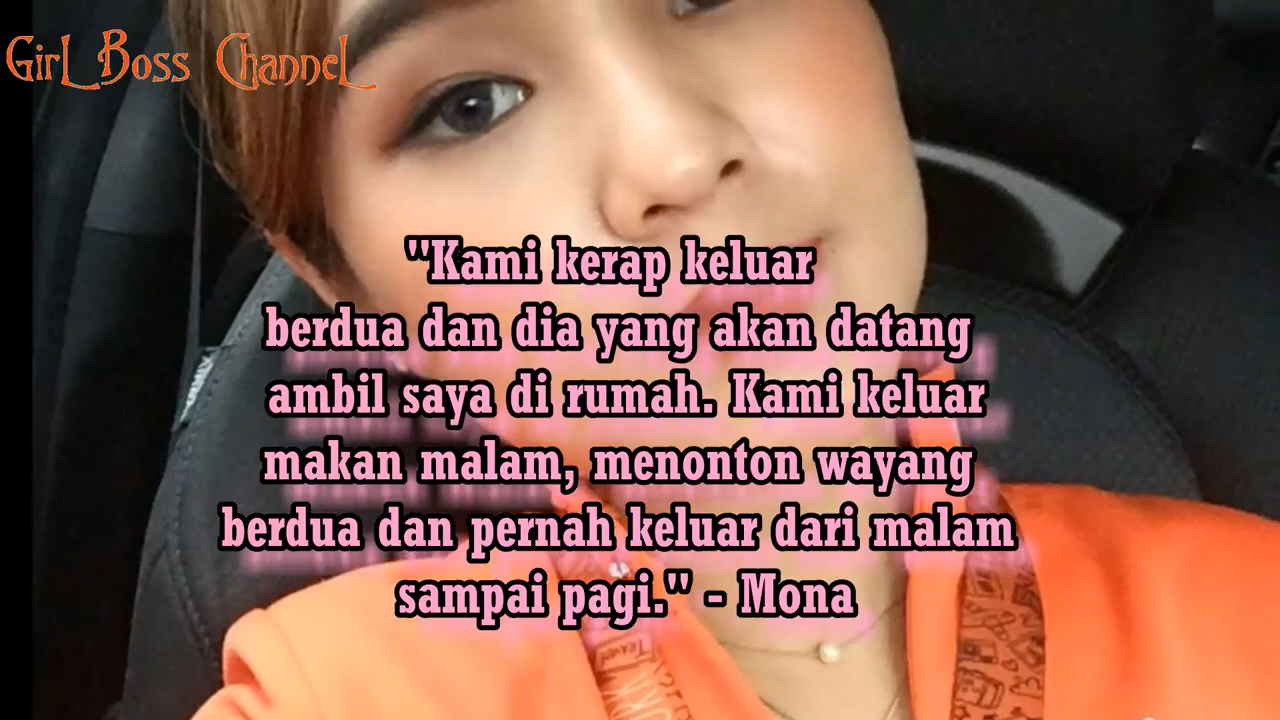 GirL Boss ChanneL
"Kami kerap keluar
berdua dan dia yang akan datang
ambil saya di rumah. Kami keluar
makan malam, menonton wayang
berdua dan pernah keluar dari malam
sampai pagi." - Mona